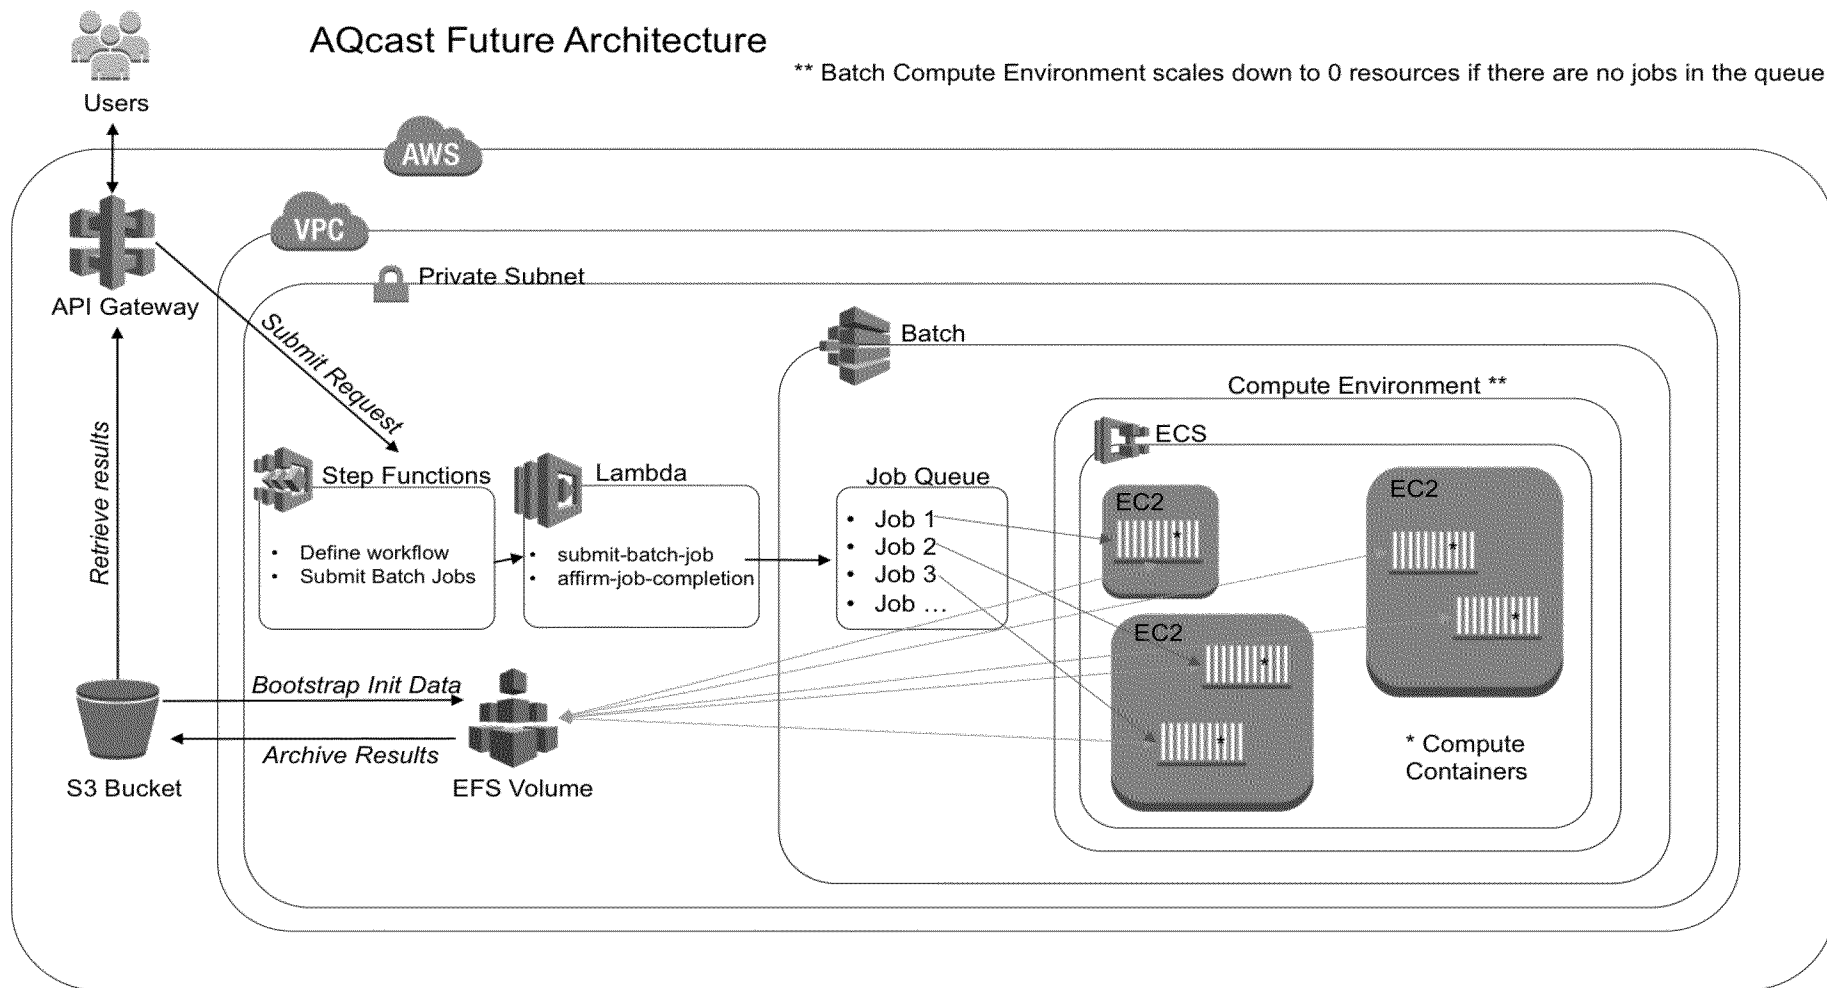 AQcast Future Architecture
** Batch Compute Environment scales down to 0 resources if there are no jobs in the queue
Users
AWS
VPC
Private Subnet
API Gateway
Submit Request
Batch
Compute Environment **
ECS
Retrieve results
Step Functions
• Define workflow
• Submit Batch Jobs
Lambda
• submit-batch-job
• affirm-job-completion
Job Queue
• Job 1
• Job 2
• Job 3
• Job ...
EC2
*
EC2
*
*
EC2
*
*
* Compute
Containers
Bootstrap Init Data
Archive Results
S3 Bucket
EFS Volume